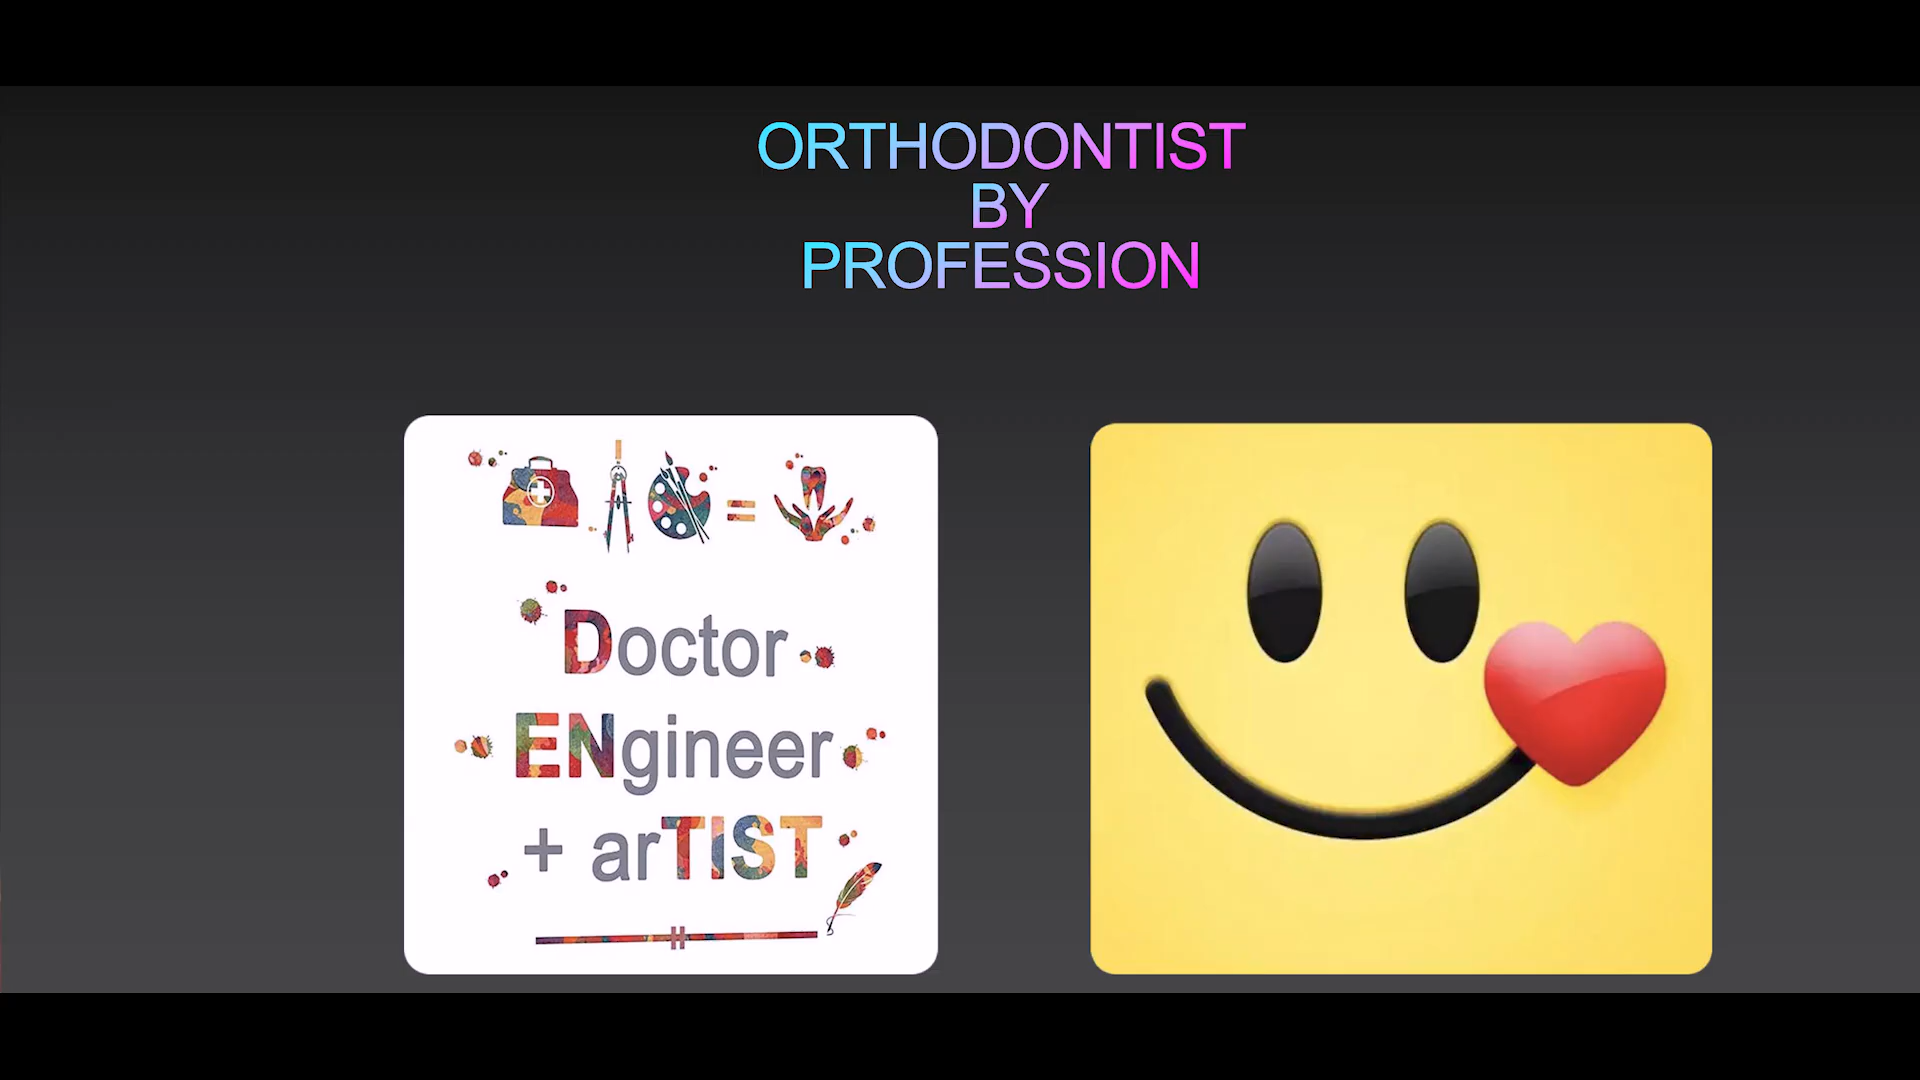 ORTHODONTIST
BY
PROFESSION
=
Doctor
ENgineer
+ arTIST